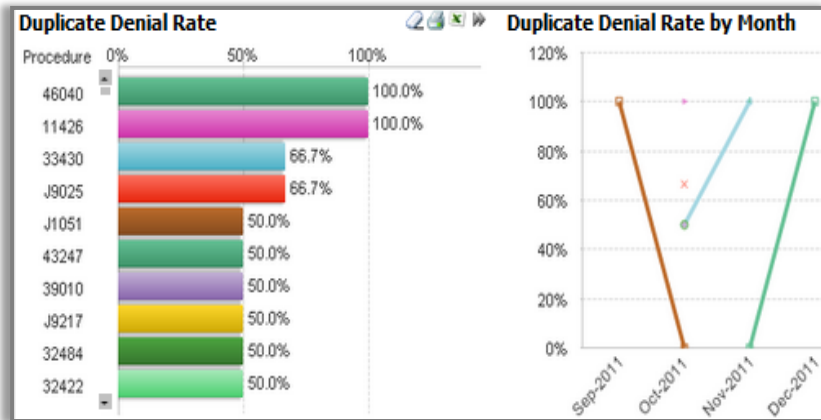 Duplicate Denial Rate
Procedure 0% 50% 100%
46040 100.0%
11426 100.0%
33430 66.7%
J9025 66.7%
J1051 50.0%
43247 50.0%
39010 50.0%
J9217 50.0%
32484 50.0%
32422 50.0%
Duplicate Denial Rate by Month
120%
100%
80%
60%
40%
20%
0%
Sep-2011 Oct-2011 Nov-2011 Dec-2011